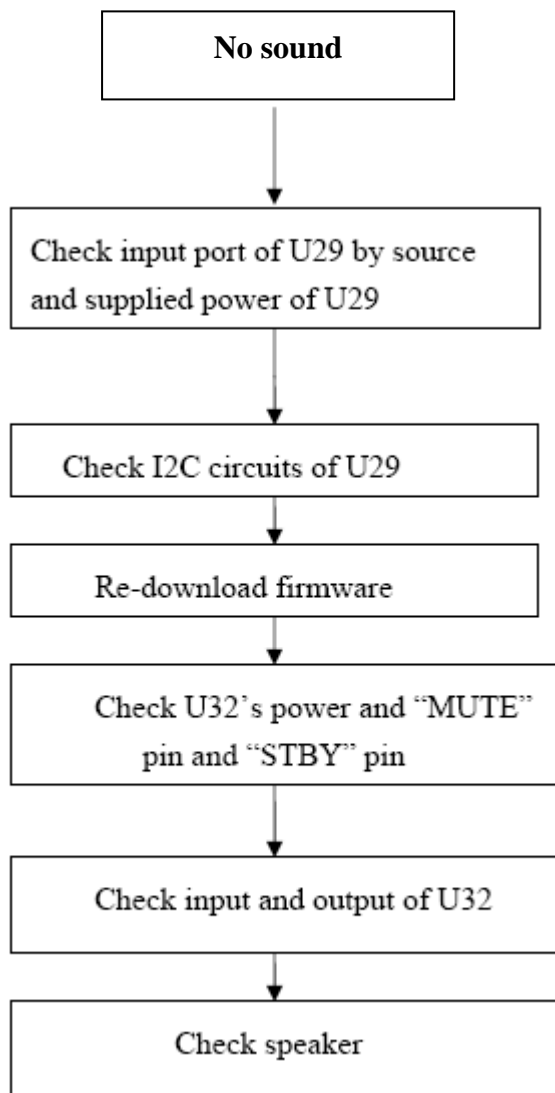 No sound
Check input port of U29 by source
and supplied power of U29
Check I2C circuits of U29
Re-download firmware
Check U32’s power and “MUTE”
pin and “STBY” pin
Check input and output of U32
Check speaker